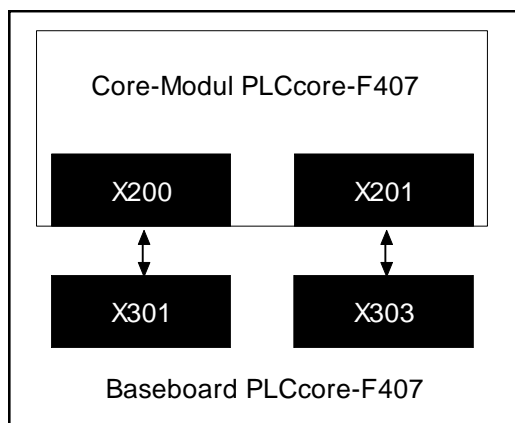 Core-Modul PLCcore-F407
X200
X201
X301
X303
Baseboard PLCcore-F407